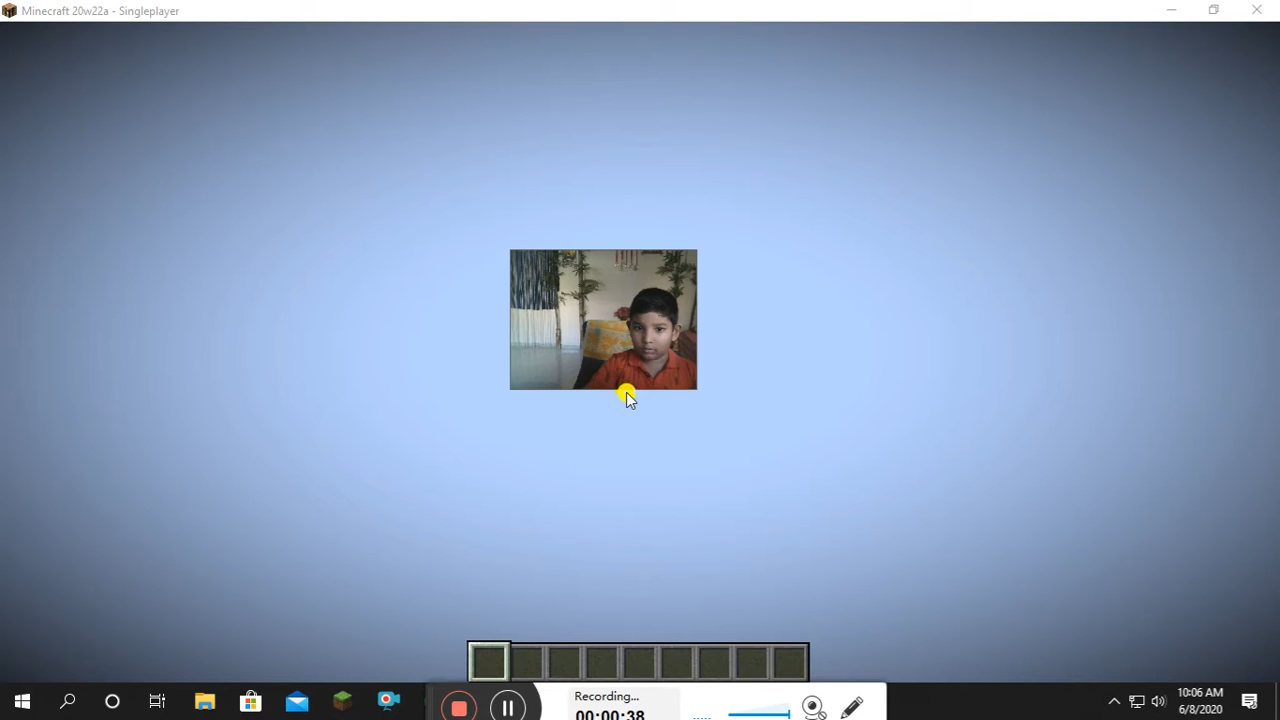 Minecraft 20w22a - Singleplayer
Recording...
00:00:38
10:06 AM
6/8/2020